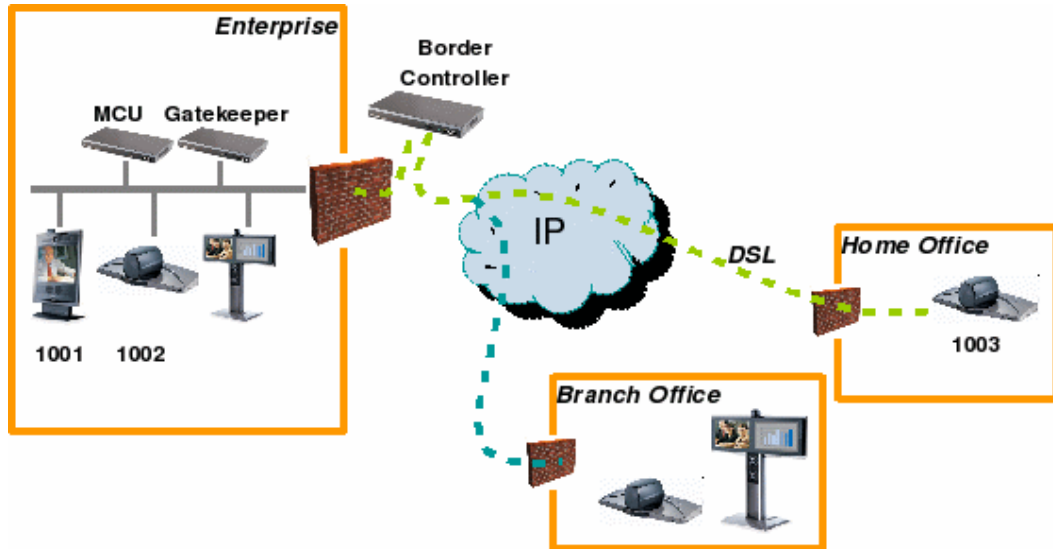 Enterprise
Border
Controller
MCU
Gatekeeper
IP
DSL
Home Office
1001
1002
1003
Branch Office